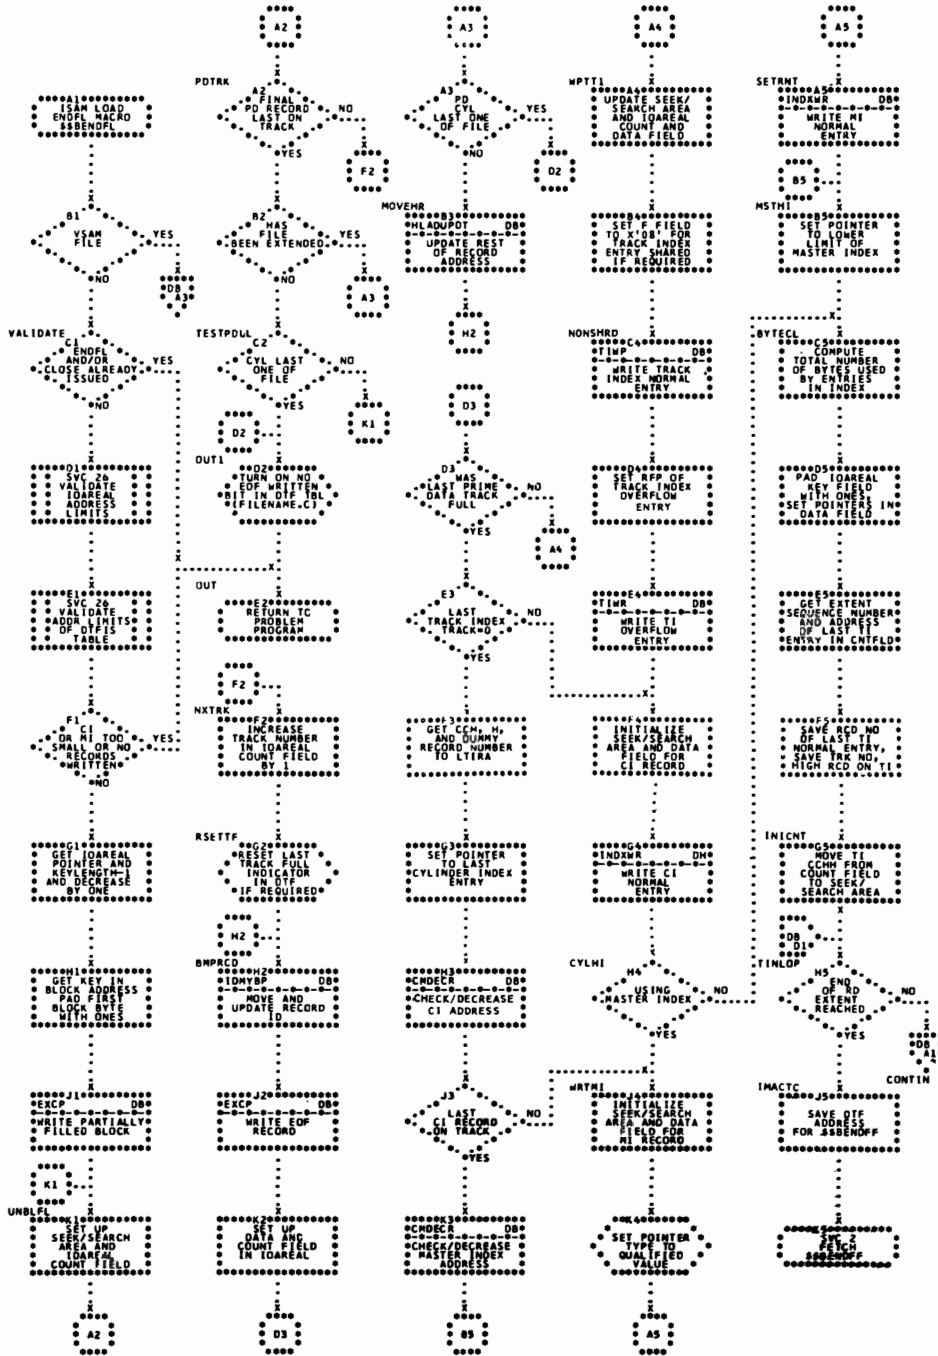 A1
ISAM LOAD
ENDFL MACRO
$$BENDFL
B1
VSAM
FILE
YES
NO
DB
A3
VALIDATE
C1
ENDFL
AND/OR
CLOSE ALREADY
ISSUED
YES
NO
D1
SVC 26
VALIDATE
IOAREAL
ADDRESS
LIMITS
E1
SVC 26
VALIDATE
ADDR LIMITS
OF DTFIS
TABLE
F1
CI
OR MI TOO
SMALL OR NO
RECORDS
WRITTEN
YES
NO
G1
GET IOAREAL
POINTER AND
KEYLENGTH-1
AND DECREASE
BY ONE
H1
GET KEY IN
BLOCK ADDRESS
PAD FIRST
BLOCK BYTE
WITH ONES
J1
EXCP DB
WRITE PARTIALLY
FILLED BLOCK
K1
UNBLFL
K1
SET UP
SEEK/SEARCH
AREA AND
IOAREAL
COUNT FIELD
A2
A2
PDTRK
A2
FINAL
PD RECORD
LAST ON
TRACK
NO
YES
F2
B2
HAS
FILE
BEEN EXTENDED
YES
NO
A3
TESTPDUL
C2
CYL LAST
ONE OF
FILE
NO
YES
K1
D2
OUT1
D2
TURN ON NO
EOF WRITTEN
BIT IN DTF TBL
(FILENAME.C)
OUT
E2
RETURN TO
PROBLEM
PROGRAM
F2
NXTRK
F2
INCREASE
TRACK NUMBER
IN IOAREAL
COUNT FIELD
BY 1
RSETTF
G2
RESET LAST
TRACK FULL
INDICATOR
IN DTF
IF REQUIRED
H2
BMPRCD
H2
IDMYBP DB
MOVE AND
UPDATE RECORD
ID
J2
EXCP DB
WRITE EOF
RECORD
K2
SET UP
DATA AND
COUNT FIELD
IN IOAREAL
D3
A3
A3
PD
CYL
LAST ONE
OF FILE
YES
NO
D2
MOVEHR
B3
HLADUPDT DB
UPDATE REST
OF RECORD
ADDRESS
H2
D3
D3
WAS
LAST PRIME
DATA TRACK
FULL
NO
YES
A4
E3
LAST
TRACK INDEX
TRACK=0
NO
YES
F3
GET CCH, H,
AND DUMMY
RECORD NUMBER
TO LTIRA
G3
SET POINTER
TO LAST
CYLINDER INDEX
ENTRY
H3
CMDECR DB
CHECK/DECREASE
CI ADDRESS
J3
LAST
CI RECORD
ON TRACK
NO
YES
K3
CMDECR DB
CHECK/DECREASE
MASTER INDEX
ADDRESS
B5
A4
WPTTI
A4
UPDATE SEEK/
SEARCH AREA
AND IOAREAL
COUNT AND
DATA FIELD
B4
SET F FIELD
TO X'08' FOR
TRACK INDEX
ENTRY SHARED
IF REQUIRED
NONSHRD
C4
TIWP DB
WRITE TRACK
INDEX NORMAL
ENTRY
D4
SET RFP OF
TRACK INDEX
OVERFLOW
ENTRY
E4
TIWR DB
WRITE TI
OVERFLOW
ENTRY
F4
INITIALIZE
SEEK/SEARCH
AREA AND DATA
FIELD FOR
CI RECORD
G4
INDXWR DH
WRITE CI
NORMAL
ENTRY
CYLHI
H4
USING
MASTER INDEX
NO
YES
WRTMI
J4
INITIALIZE
SEEK/SEARCH
AREA AND DATA
FIELD FOR
MI RECORD
K4
SET POINTER
TYPE TO
QUALIFIED
VALUE
A5
A5
SETRNT
A5
INDXWR DB
WRITE MI
NORMAL
ENTRY
B5
MSTHI
B5
SET POINTER
TO LOWER
LIMIT OF
MASTER INDEX
BYTECL
C5
COMPUTE
TOTAL NUMBER
OF BYTES USED
BY ENTRIES
IN INDEX
D5
PAD IOAREAL
KEY FIELD
WITH ONES,
SET POINTERS IN
DATA FIELD
E5
GET EXTENT
SEQUENCE NUMBER
AND ADDRESS
OF LAST TI
ENTRY IN CNTFLD
F5
SAVE RCD NO
OF LAST TI
NORMAL ENTRY,
SAVE TRK NO,
HIGH RCD ON TI
INICNT
G5
MOVE TI
CCHH FROM
COUNT FIELD
TO SEEK/
SEARCH AREA
DB
D1
TINLOP
H5
END
OF RD
EXTENT
REACHED
NO
YES
DB
A1
CONTIN
IMACTC
J5
SAVE DTF
ADDRESS
FOR $$BENDFF
K5
SVC 2
FETCH
$$BENDFF